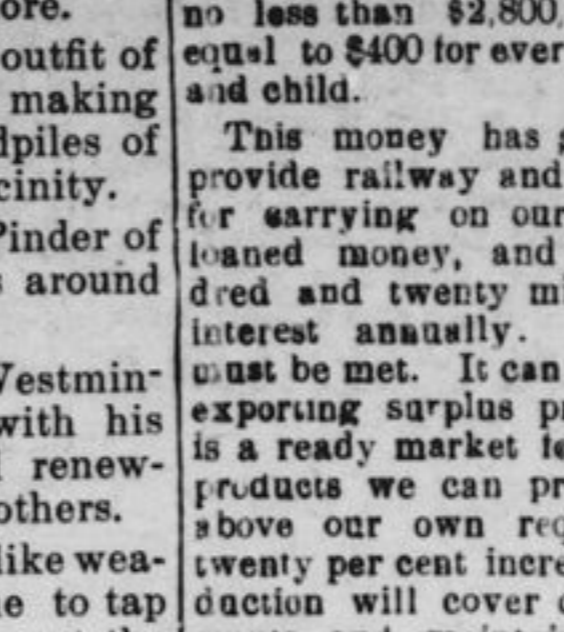 ore.
outfit of
making
dpiles of
cinity.
Pinder of
s around
Westmin-
with his
renew-
others.
like wea-
to tap
no less than $2,800,
equal to $400 for ever
and child.
This money has
provide railway and
for carrying on our
loaned money, and
dred and twenty mi
interest annually.
must be met. It can
exporting surplus p
is a ready market
products we can pr
above our own req
twenty per cent incre
duction will cover